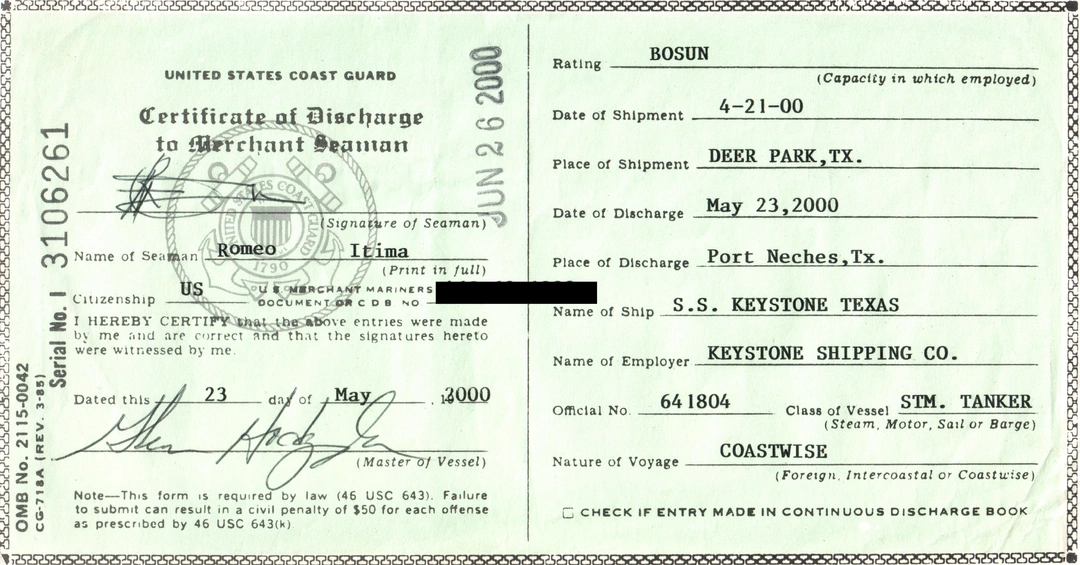 UNITED STATES COAST GUARD
Certificate of Discharge
to Merchant Seaman
(Signature of Seaman)
Name of Seaman Romeo Itima
(Print in full)
Citizenship US
U.S. MERCHANT MARINERS
DOCUMENT OR C D B NO
I HEREBY CERTIFY that the above entries were made
by me and are correct and that the signatures hereto
were witnessed by me.
Dated this 23 day of May, 2000
(Master of Vessel)
Note—This form is required by law (46 USC 643). Failure
to submit can result in a civil penalty of $50 for each offense
as prescribed by 46 USC 643(k)
OMB No. 2115-0042
CG-718A (REV. 3-85)
Serial No. I 3106261
JUN 26 2000
UNITED STATES COAST GUARD
1790
Rating BOSUN
(Capacity in which employed)
Date of Shipment 4-21-00
Place of Shipment DEER PARK,TX.
Date of Discharge May 23,2000
Place of Discharge Port Neches,Tx.
Name of Ship S.S. KEYSTONE TEXAS
Name of Employer KEYSTONE SHIPPING CO.
Official No. 641804 Class of Vessel STM. TANKER
(Steam, Motor, Sail or Barge)
Nature of Voyage COASTWISE
(Foreign, Intercoastal or Coastwise)
CHECK IF ENTRY MADE IN CONTINUOUS DISCHARGE BOOK